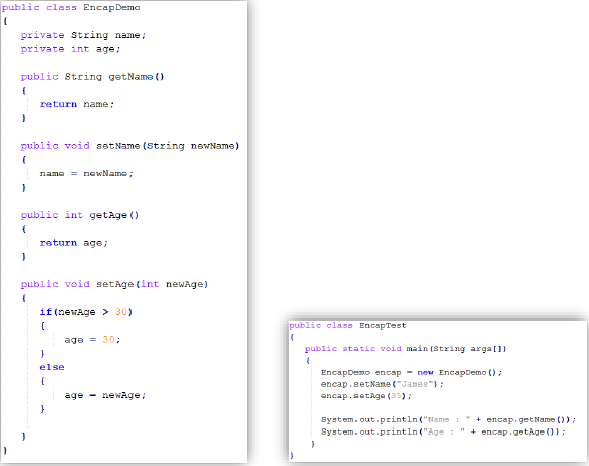 public class EncapDemo
{
private String name;
private int age;
public String getName()
{
return name;
}
public void setName(String newName)
{
name = newName;
}
public int getAge()
{
return age;
}
public void setAge(int newAge)
{
if(newAge > 30)
{
age = 30;
}
else
{
age = newAge;
}
}
}
public class EncapTest
{
public static void main(String args[])
{
EncapDemo encap = new EncapDemo();
encap.setName("James");
encap.setAge(35);
System.out.println("Name : " + encap.getName());
System.out.println("Age : " + encap.getAge());
}
}